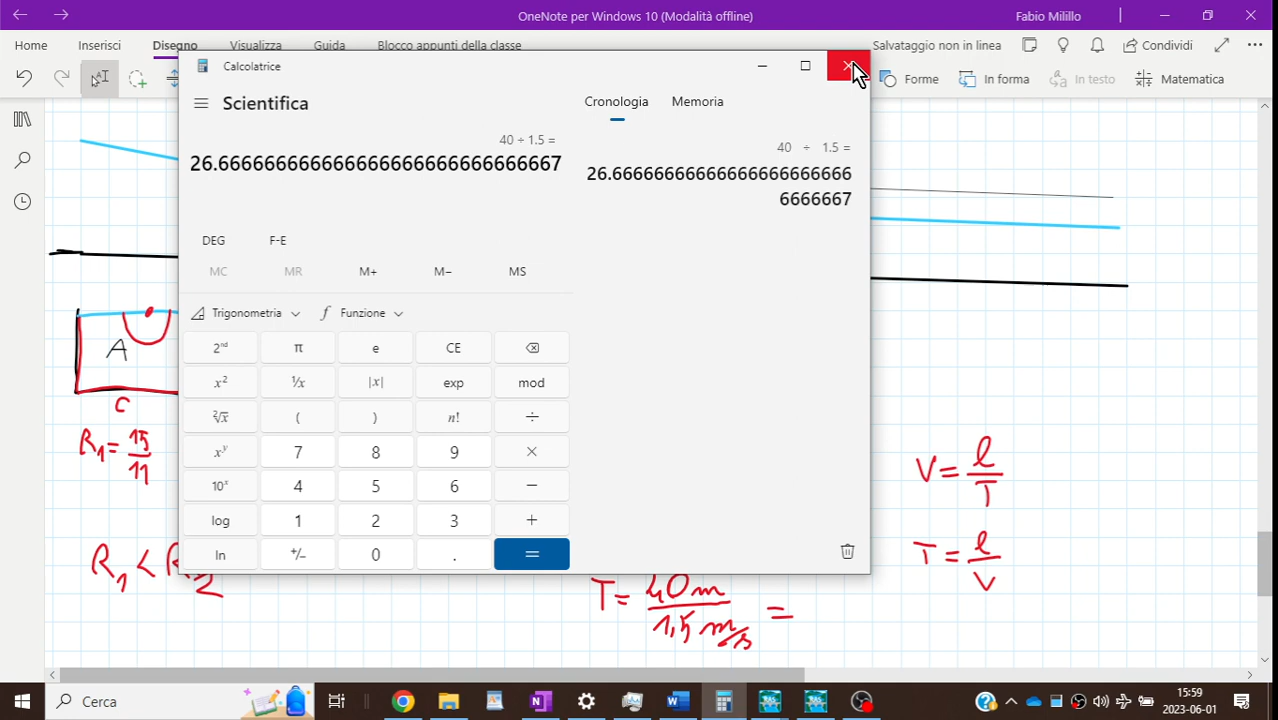 OneNote per Windows 10 (Modalità offline)
Fabio Milillo
Home Inserisci Disegno Visualizza Guida Blocco appunti della classe
Salvataggio non in linea
Condividi
Forme In forma In testo Matematica
Calcolatrice
Scientifica
40 ÷ 1.5 =
26.666666666666666666666666666667
Cronologia Memoria
40 ÷ 1.5 =
26.6666666666666666666666
6666667
DEG F-E
MC MR M+ M− MS
Trigonometria Funzione
2nd π e CE
x² ¹/x |x| exp mod
²√x ( ) n! ÷
xʸ 7 8 9 ×
10ˣ 4 5 6 −
log 1 2 3 +
ln +/− 0 . =
A
C
R₁ = 15/11
R₁ < R₂
V = l/T
T = l/V
T = 40m / 1,5 m/s =
Cerca
15:59
2023-06-01